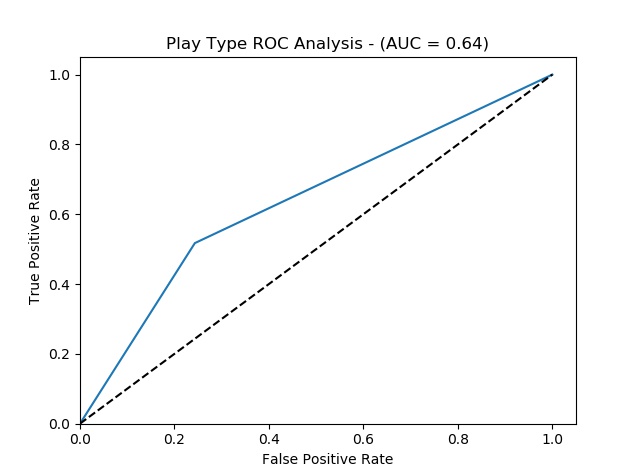 Play Type ROC Analysis - (AUC = 0.64)
1.0
0.8
0.6
0.4
0.2
0.0
True Positive Rate
0.0 0.2 0.4 0.6 0.8 1.0
False Positive Rate